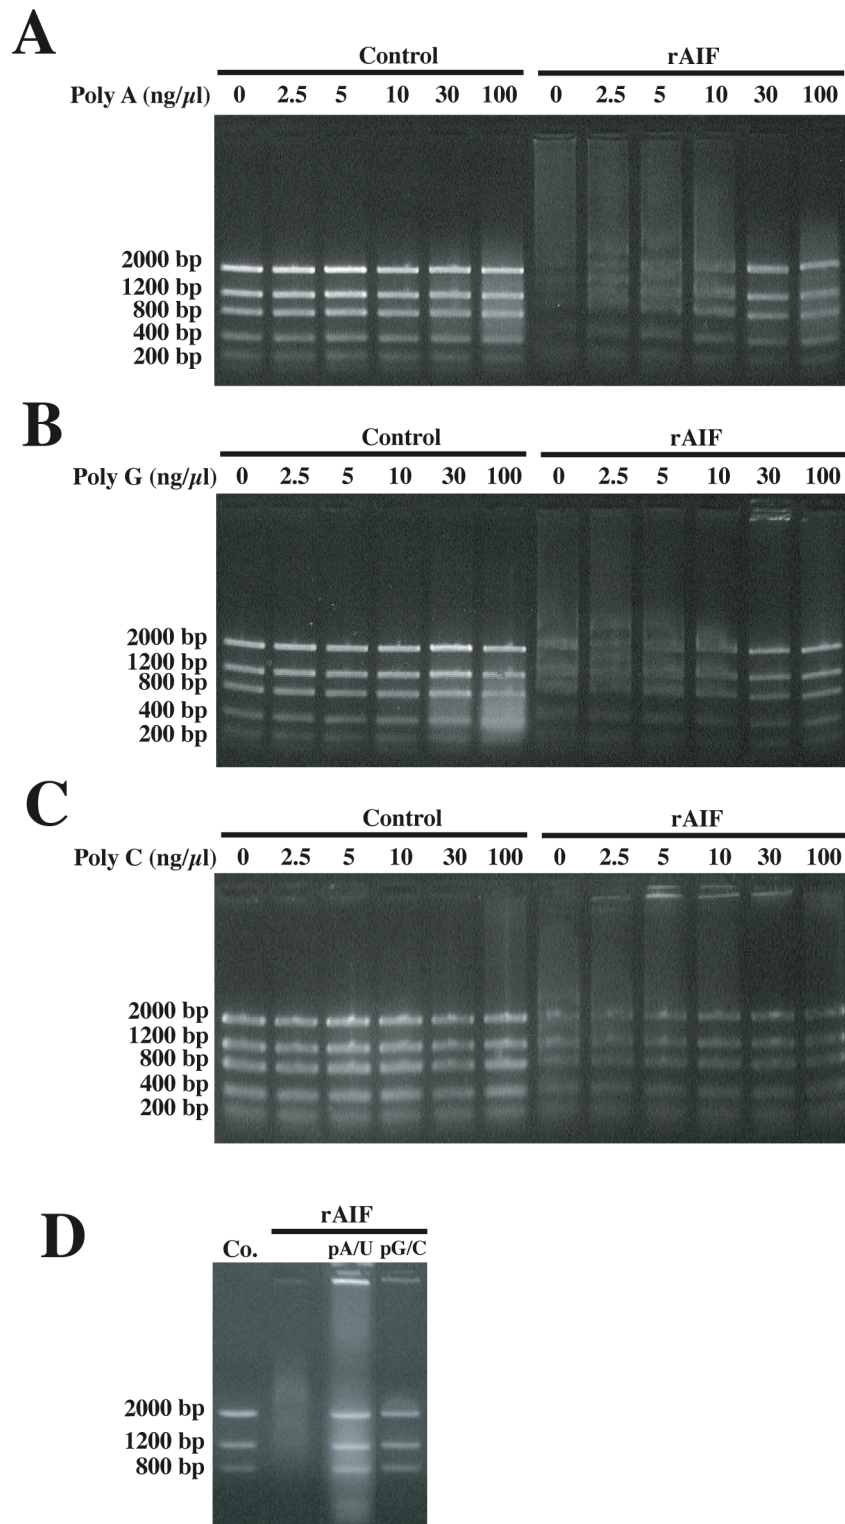 A
Control rAIF
Poly A (ng/µl) 0 2.5 5 10 30 100 0 2.5 5 10 30 100
2000 bp
1200 bp
800 bp
400 bp
200 bp
B
Control rAIF
Poly G (ng/µl) 0 2.5 5 10 30 100 0 2.5 5 10 30 100
2000 bp
1200 bp
800 bp
400 bp
200 bp
C
Control rAIF
Poly C (ng/µl) 0 2.5 5 10 30 100 0 2.5 5 10 30 100
2000 bp
1200 bp
800 bp
400 bp
200 bp
D
rAIF
Co. pA/U pG/C
2000 bp
1200 bp
800 bp